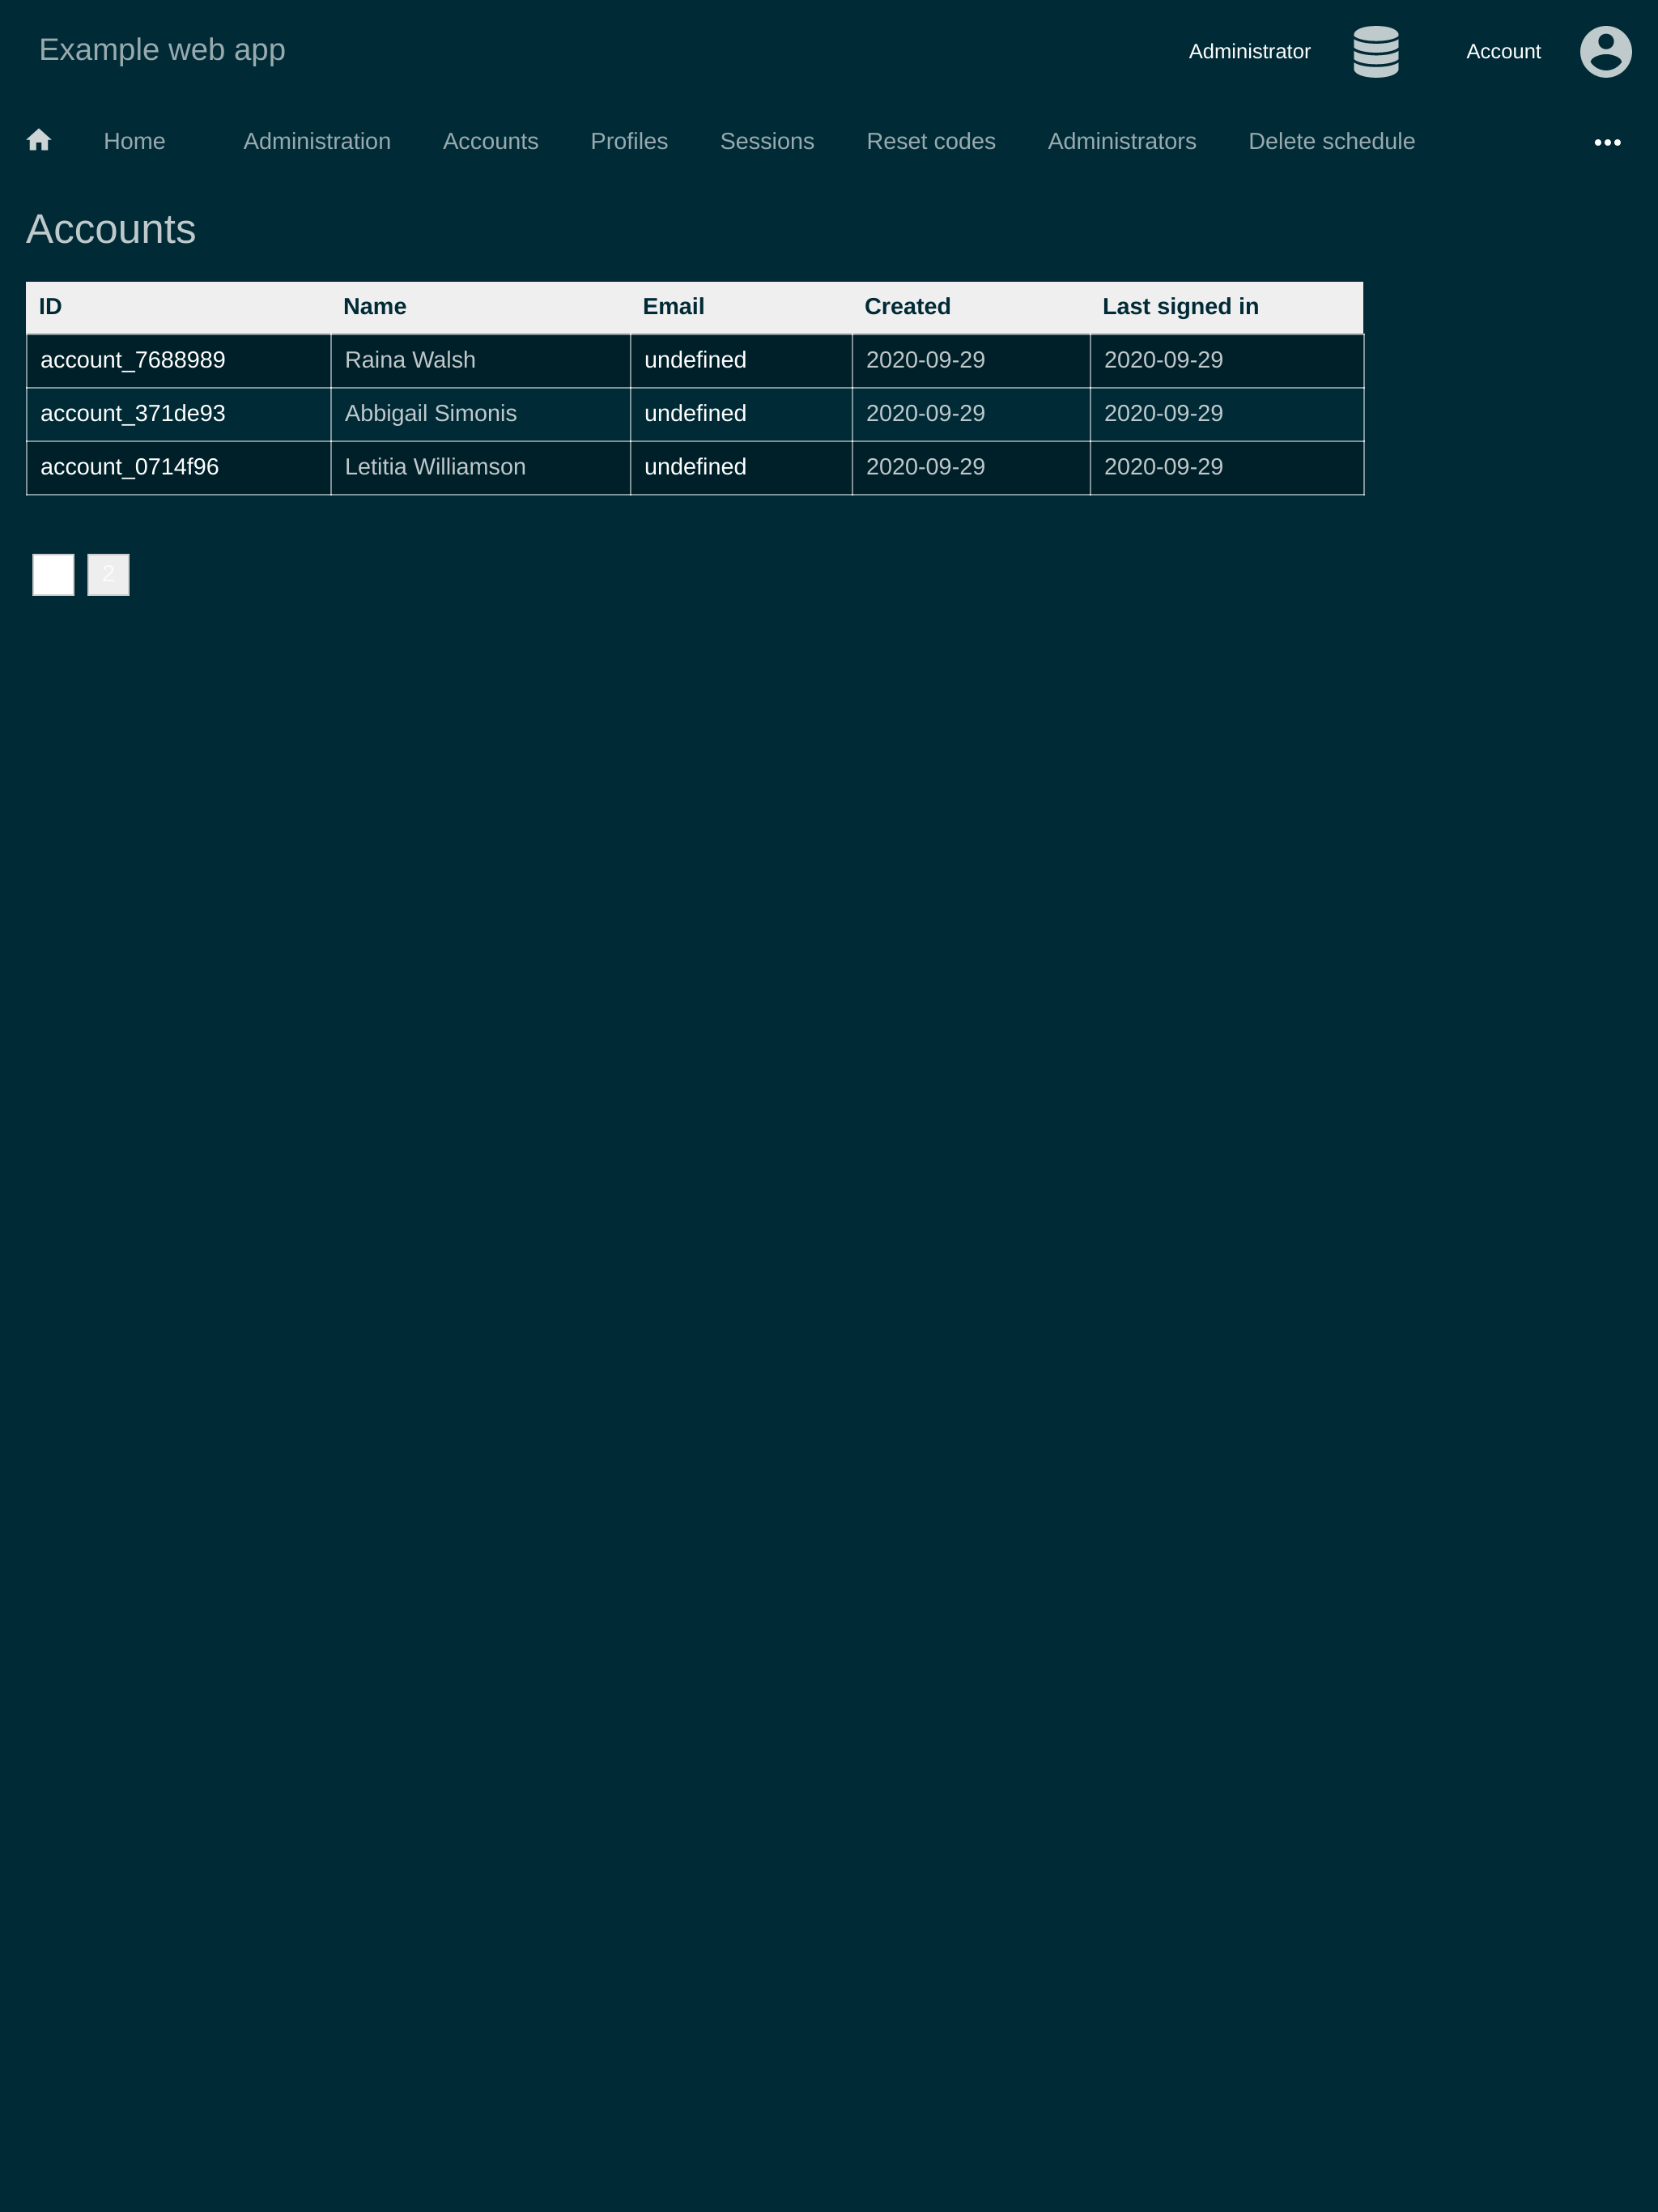 Example web app
Administrator
Account
Home Administration Accounts Profiles Sessions Reset codes Administrators Delete schedule
Accounts
ID Name Email Created Last signed in
account_7688989 Raina Walsh undefined 2020-09-29 2020-09-29
account_371de93 Abbigail Simonis undefined 2020-09-29 2020-09-29
account_0714f96 Letitia Williamson undefined 2020-09-29 2020-09-29
2